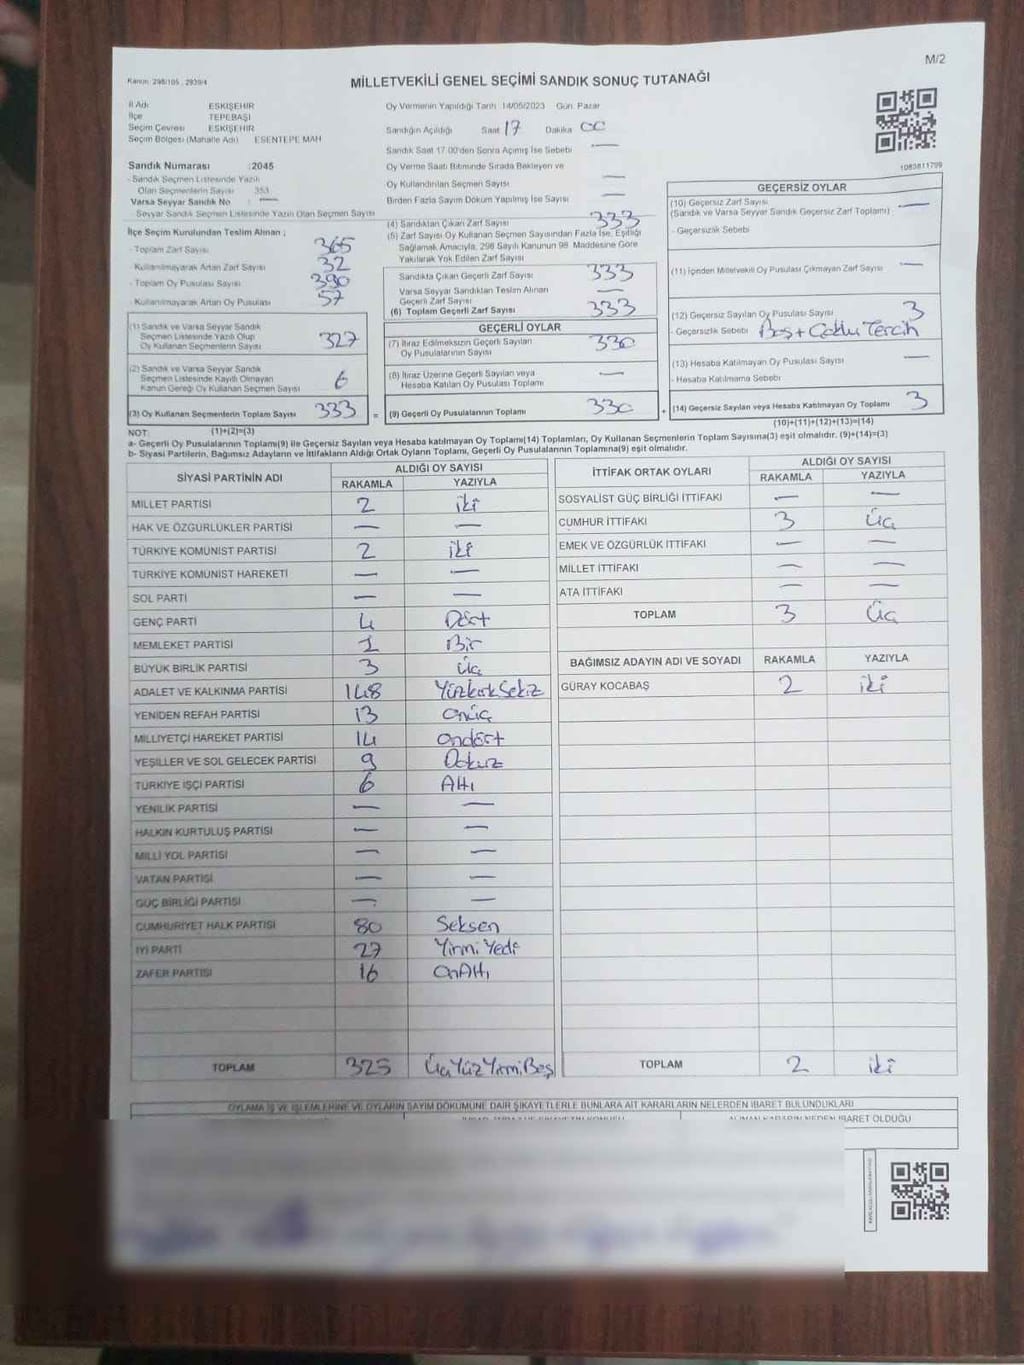 M/2
Kanun: 298/105 , 2939/4
MİLLETVEKİLİ GENEL SEÇİMİ SANDIK SONUÇ TUTANAĞI
İl Adı ESKİŞEHİR
İlçe TEPEBAŞI
Seçim Çevresi ESKİŞEHİR
Seçim Bölgesi (Mahalle Adı) ESENTEPE MAH
Sandık Numarası :2045
- Sandık Seçmen Listesinde Yazılı
Olan Seçmenlerin Sayısı 353
Varsa Seyyar Sandık No : —
- Seyyar Sandık Seçmen Listesinde Yazılı Olan Seçmen Sayısı
İlçe Seçim Kurulundan Teslim Alınan ;
- Toplam Zarf Sayısı 365
- Kullanılmayarak Artan Zarf Sayısı 32
- Toplam Oy Pusulası 390
- Kullanılmayarak Artan Oy Pusulası 57
(1) Sandık ve Varsa Seyyar Sandık
Seçmen Listesinde Yazılı Olup
Oy Kullanan Seçmenlerin Sayısı 327
(2) Sandık ve Varsa Seyyar Sandık
Seçmen Listesinde Kayıtlı Olmayan
Kanun Gereği Oy Kullanan Seçmen Sayısı 6
(3) Oy Kullanan Seçmenlerin Toplam Sayısı 333 =
Oy Vermenin Yapıldığı Tarih 14/05/2023 Gün Pazar
Sandığın Açıldığı Saat 17 Dakika 00
Sandık Saat 17.00'den Sonra Açılmış İse Sebebi —
Oy Verme Saati Bitiminde Sırada Bekleyen ve
Oy Kullandırılan Seçmen Sayısı —
Birden Fazla Sayım Döküm Yapılmış İse Sayısı —
(4) Sandıktan Çıkan Zarf Sayısı 333
(5) Zarf Sayısı Oy Kullanan Seçmen Sayısından Fazla İse, Eşitliği
Sağlamak Amacıyla, 298 Sayılı Kanunun 98. Maddesine Göre
Yakılarak Yok Edilen Zarf Sayısı
Sandıkta Çıkan Geçerli Zarf Sayısı 333
Varsa Seyyar Sandıktan Teslim Alınan
Geçerli Zarf Sayısı —
(6) Toplam Geçerli Zarf Sayısı 333
GEÇERLİ OYLAR
(7) İtiraz Edilmeksizin Geçerli Sayılan
Oy Pusulalarının Sayısı 330
(8) İtiraz Üzerine Geçerli Sayılan veya
Hesaba Katılan Oy Pusulası Toplamı —
(9) Geçerli Oy Pusulalarının Toplamı 330 +
1083811799
GEÇERSİZ OYLAR
(10) Geçersiz Zarf Sayısı —
(Sandık ve Varsa Seyyar Sandık Geçersiz Zarf Toplamı)
- Geçersizlik Sebebi
(11) İçinden Milletvekili Oy Pusulası Çıkmayan Zarf Sayısı —
(12) Geçersiz Sayılan Oy Pusulası Sayısı 3
- Geçersizlik Sebebi Boş+Çoklu Tercih
(13) Hesaba Katılmayan Oy Pusulası Sayısı —
- Hesaba Katılmama Sebebi
(14) Geçersiz Sayılan veya Hesaba Katılmayan Oy Toplamı 3
NOT: (1)+(2)=(3) (10)+(11)+(12)+(13)=(14)
a- Geçerli Oy Pusulaları Toplamı(9) ile Geçersiz Sayılan veya Hesaba katılmayan Oy Toplamı(14) Toplamları, Oy Kullanan Seçmenlerin Toplam Sayısına(3) eşit olmalıdır. (9)+(14)=(3)
b- Siyasi Partilerin, Bağımsız Adayların ve İttifakların Aldığı Ortak Oyların Toplamı, Geçerli Oy Pusulalarının Toplamına(9) eşit olmalıdır.
SİYASİ PARTİNİN ADI ALDIĞI OY SAYISI
RAKAMLA YAZIYLA
MİLLET PARTİSİ 2 iki
HAK VE ÖZGÜRLÜKLER PARTİSİ — —
TÜRKİYE KOMÜNİST PARTİSİ 2 iki
TÜRKİYE KOMÜNİST HAREKETİ — —
SOL PARTİ — —
GENÇ PARTİ 4 Dört
MEMLEKET PARTİSİ 1 Bir
BÜYÜK BİRLİK PARTİSİ 3 üç
ADALET VE KALKINMA PARTİSİ 148 YüzkırkSekiz
YENİDEN REFAH PARTİSİ 13 onüç
MİLLİYETÇİ HAREKET PARTİSİ 14 ondört
YEŞİLLER VE SOL GELECEK PARTİSİ 9 Dokuz
TÜRKİYE İŞÇİ PARTİSİ 6 Altı
YENİLİK PARTİSİ — —
HALKIN KURTULUŞ PARTİSİ — —
MİLLİ YOL PARTİSİ — —
VATAN PARTİSİ — —
GÜÇ BİRLİĞİ PARTİSİ — —
CUMHURİYET HALK PARTİSİ 80 Seksen
İYİ PARTİ 27 Yirmi Yedi
ZAFER PARTİSİ 16 OnAltı
TOPLAM 325 ÜçYüzYirmiBeş
İTTİFAK ORTAK OYLARI ALDIĞI OY SAYISI
RAKAMLA YAZIYLA
SOSYALİST GÜÇ BİRLİĞİ İTTİFAKI — —
CUMHUR İTTİFAKI 3 Üç
EMEK VE ÖZGÜRLÜK İTTİFAKI — —
MİLLET İTTİFAKI — —
ATA İTTİFAKI — —
TOPLAM 3 Üç
BAĞIMSIZ ADAYIN ADI VE SOYADI RAKAMLA YAZIYLA
GÜRAY KOCABAŞ 2 iki
TOPLAM 2 iki
OYLAMA İŞ VE İŞLEMLERİNE VE OYLARIN SAYIM DÖKÜMÜNE DAİR ŞİKAYETLERLE BUNLARA AİT KARARLARIN NELERDEN İBARET BULUNDUKLARI
ALINAN KARARIN NEDEN İBARET OLDUĞU